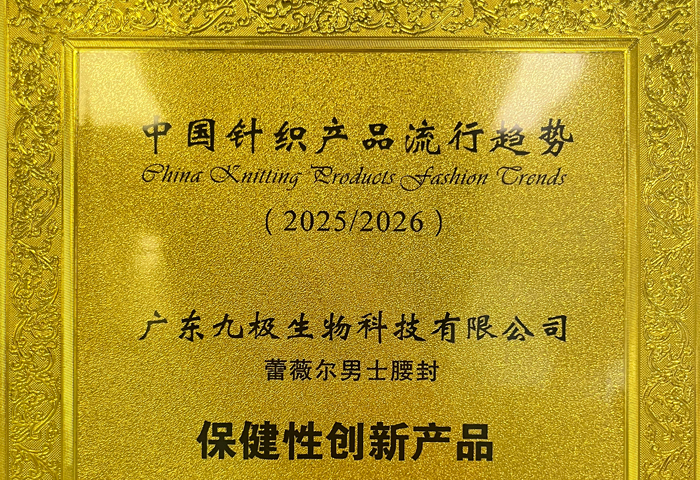 中国针织产品流行趋势
China Knitting Products Fashion Trends
(2025/2026)
广东九极生物科技有限公司
蕾薇尔男士腰封
保健性创新产品